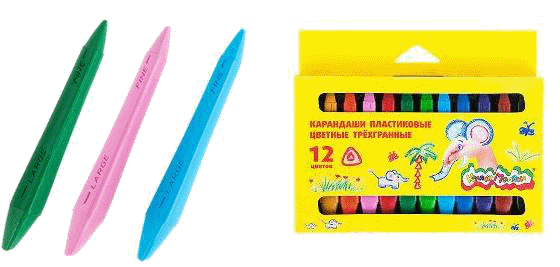 FINE
LARGE
FINE
LARGE
FINE
LARGE
КАРАНДАШИ ПЛАСТИКОВЫЕ
ЦВЕТНЫЕ ТРЁХГРАННЫЕ
12
цветов